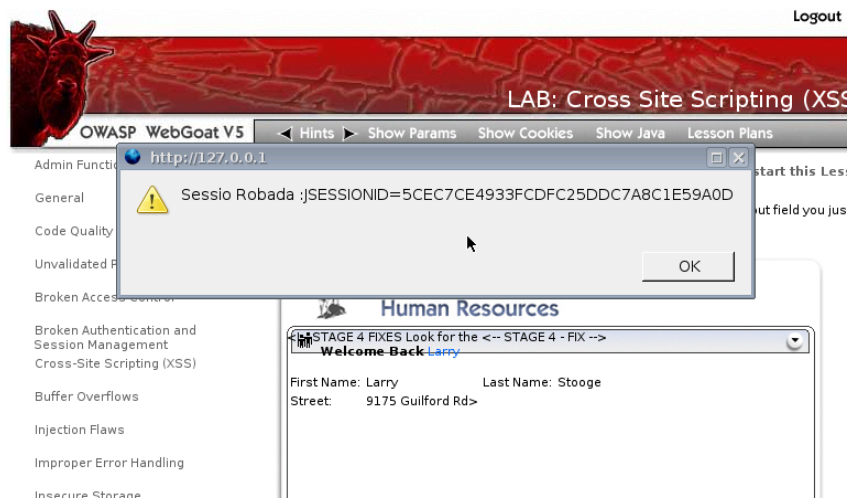 Logout
LAB: Cross Site Scripting (XSS
OWASP WebGoat V5
Hints Show Params Show Cookies Show Java Lesson Plans
http://127.0.0.1
Sessio Robada :JSESSIONID=5CEC7CE4933FCDFC25DDC7A8C1E59A0D
OK
Admin Functi
start this Les
General
out field you jus
Code Quality
Unvalidated P
Broken Access Control
Human Resources
Broken Authentication and
Session Management
STAGE 4 FIXES Look for the <-- STAGE 4 - FIX -->
Welcome Back Larry
Cross-Site Scripting (XSS)
First Name: Larry Last Name: Stooge
Street: 9175 Guilford Rd>
Buffer Overflows
Injection Flaws
Improper Error Handling
Insecure Storage